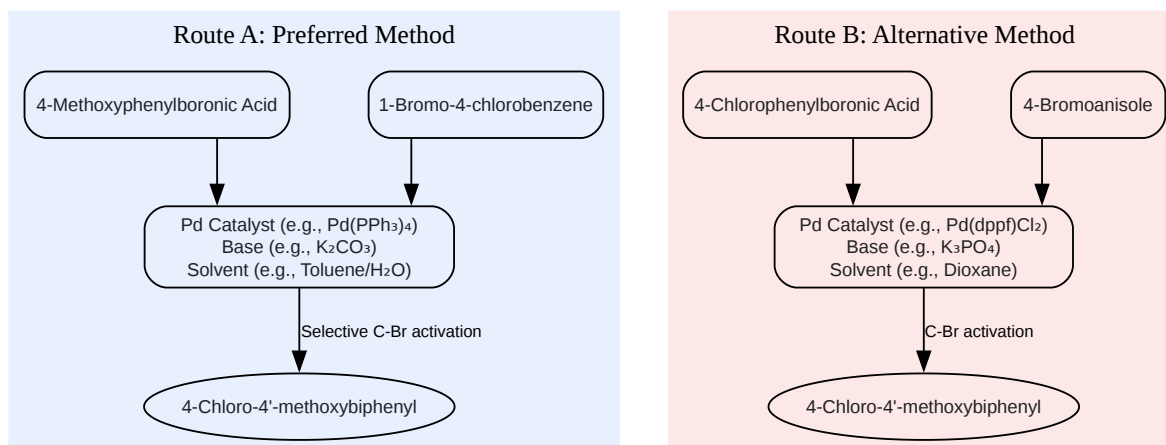 Route A: Preferred Method
4-Methoxyphenylboronic Acid
1-Bromo-4-chlorobenzene
Pd Catalyst (e.g., Pd(PPh₃)₄)
Base (e.g., K₂CO₃)
Solvent (e.g., Toluene/H₂O)
Selective C-Br activation
4-Chloro-4'-methoxybiphenyl
Route B: Alternative Method
4-Chlorophenylboronic Acid
4-Bromoanisole
Pd Catalyst (e.g., Pd(dppf)Cl₂)
Base (e.g., K₃PO₄)
Solvent (e.g., Dioxane)
C-Br activation
4-Chloro-4'-methoxybiphenyl